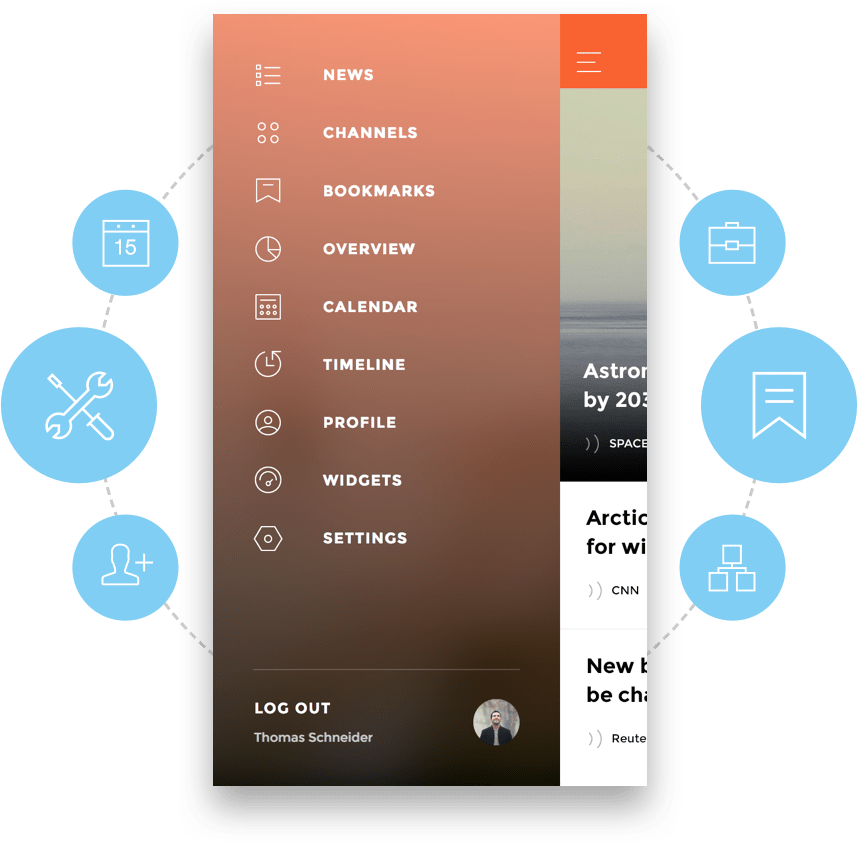 NEWS
CHANNELS
BOOKMARKS
OVERVIEW
CALENDAR
TIMELINE
PROFILE
WIDGETS
SETTINGS
LOG OUT
Thomas Schneider
15
by 203
SPACE
Arctic
for wi
CNN
New
be cha
Reute